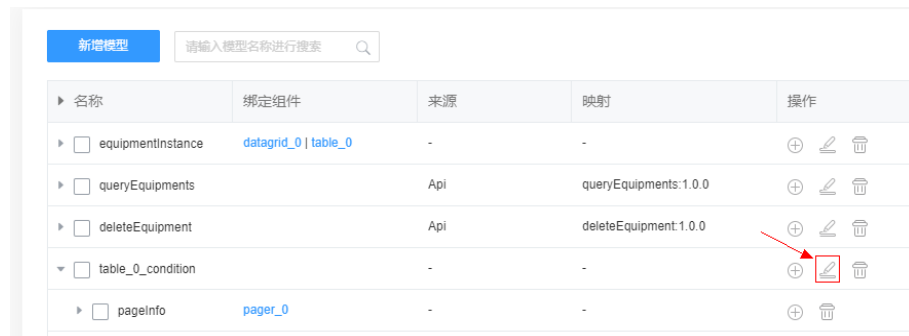 新增模型 请输入模型名称进行搜索
名称 绑定组件 来源 映射 操作
equipmentInstance datagrid_0 | table_0 - -
queryEquipments Api queryEquipments:1.0.0
deleteEquipment Api deleteEquipment:1.0.0
table_0_condition - -
pageInfo pager_0 - -